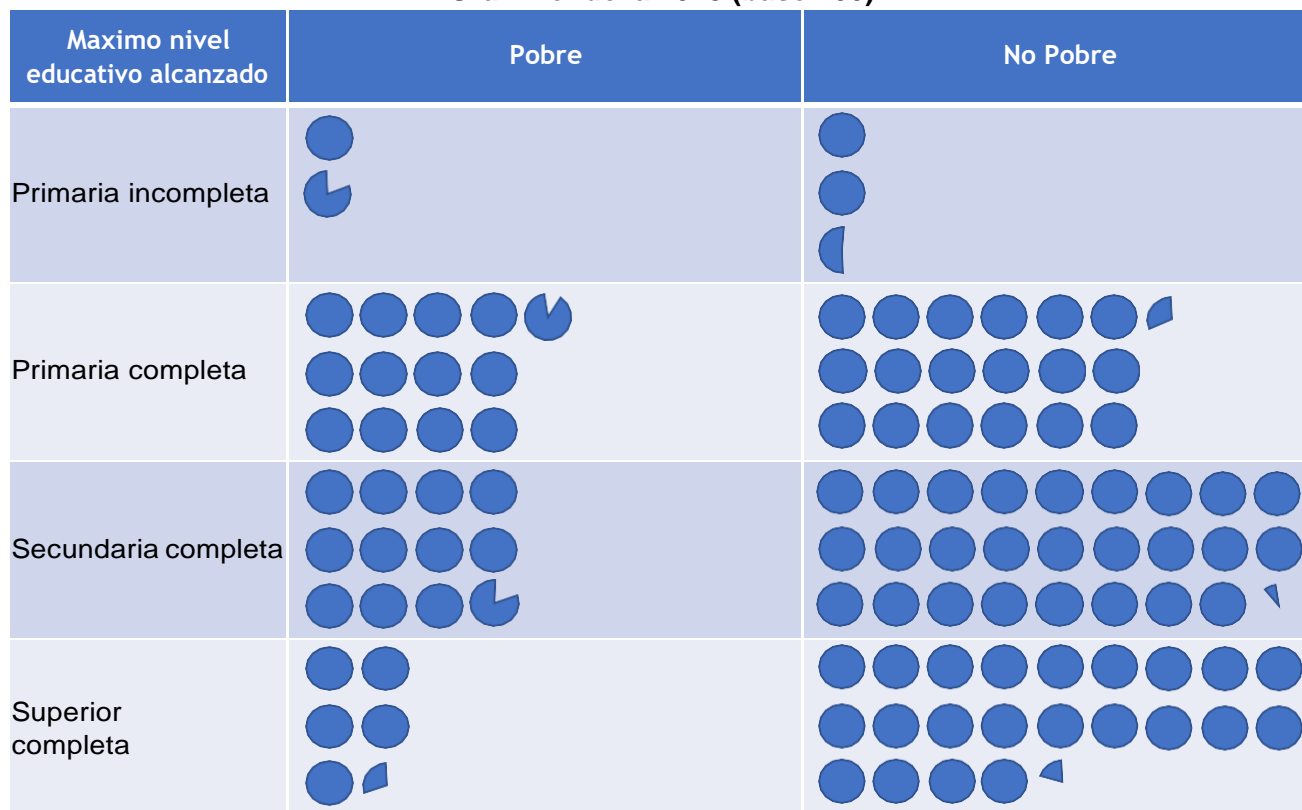 Maximo nivel
educativo alcanzado
Pobre
No Pobre
Primaria incompleta
Primaria completa
Secundaria completa
Superior
completa